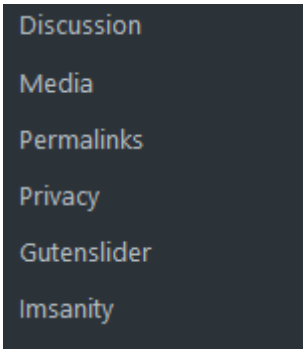 Discussion
Media
Permalinks
Privacy
Gutenslider
Imsanity